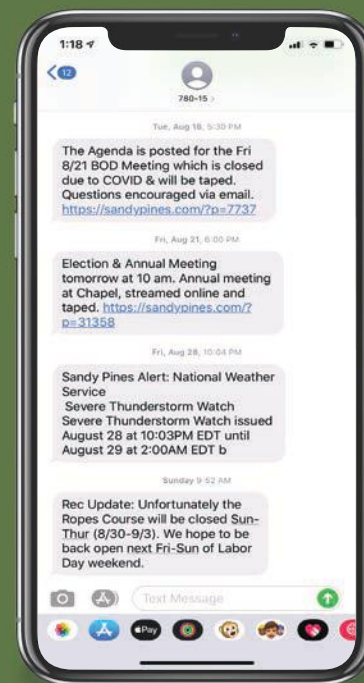 1:18
12
780-15 >
Tue, Aug 18, 5:30 PM
The Agenda is posted for the Fri
8/21 BOD Meeting which is closed
due to COVID & will be taped.
Questions encouraged via email.
https://sandypines.com/?p=7737
Fri, Aug 21, 6:00 PM
Election & Annual Meeting
tomorrow at 10 am. Annual meeting
at Chapel, streamed online and
taped. https://sandypines.com/?
p=31358
Fri, Aug 28, 10:04 PM
Sandy Pines Alert: National Weather
Service
Severe Thunderstorm Watch
Severe Thunderstorm Watch issued
August 28 at 10:03PM EDT until
August 29 at 2:00AM EDT b
Sunday 9:52 AM
Rec Update: Unfortunately the
Ropes Course will be closed Sun-
Thur (8/30-9/3). We hope to be
back open next Fri-Sun of Labor
Day weekend.
Text Message
Pay